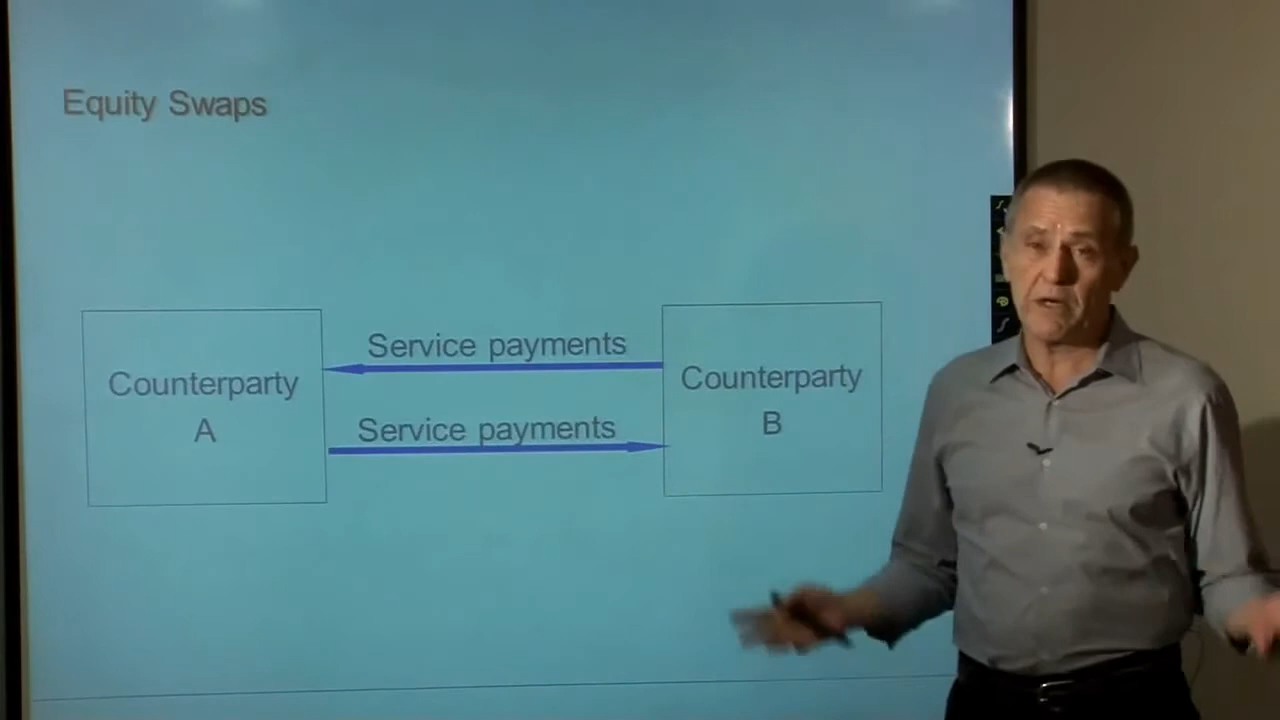 Equity Swaps
Service payments
Counterparty
A
Service payments
Counterparty
B